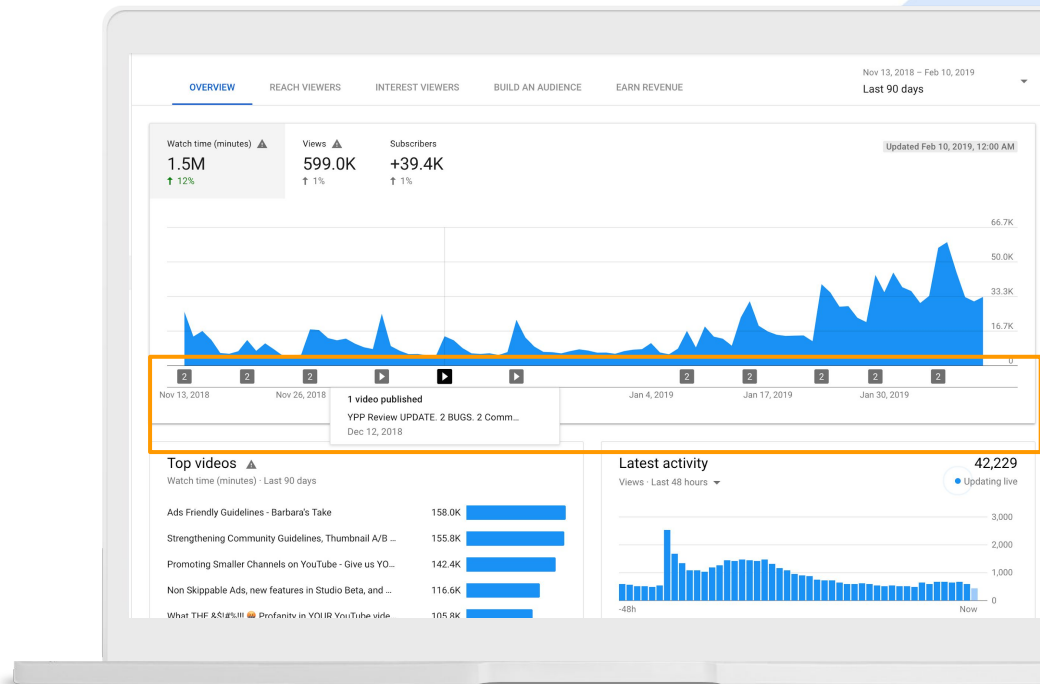 OVERVIEW REACH VIEWERS INTEREST VIEWERS BUILD AN AUDIENCE EARN REVENUE
Nov 13, 2018 – Feb 10, 2019
Last 90 days
Watch time (minutes) Views Subscribers
1.5M 599.0K +39.4K
12% 1% 1%
Updated Feb 10, 2019, 12:00 AM
66.7K
50.0K
33.3K
16.7K
0
2 2 2 2 2 2 2 2
Nov 13, 2018 Nov 26, 2018 Jan 4, 2019 Jan 17, 2019 Jan 30, 2019
1 video published
YPP Review UPDATE. 2 BUGS. 2 Comm...
Dec 12, 2018
Top videos
Watch time (minutes) · Last 90 days
Ads Friendly Guidelines - Barbara's Take 158.0K
Strengthening Community Guidelines, Thumbnail A/B ... 155.8K
Promoting Smaller Channels on YouTube - Give us YO... 142.4K
Non Skippable Ads, new features in Studio Beta, and ... 116.6K
What THE &$!#%!!! 🤬 Profanity in YOUR YouTube vide... 105.8K
Latest activity 42,229
Views · Last 48 hours Updating live
3,000
2,000
1,000
0
-48h Now